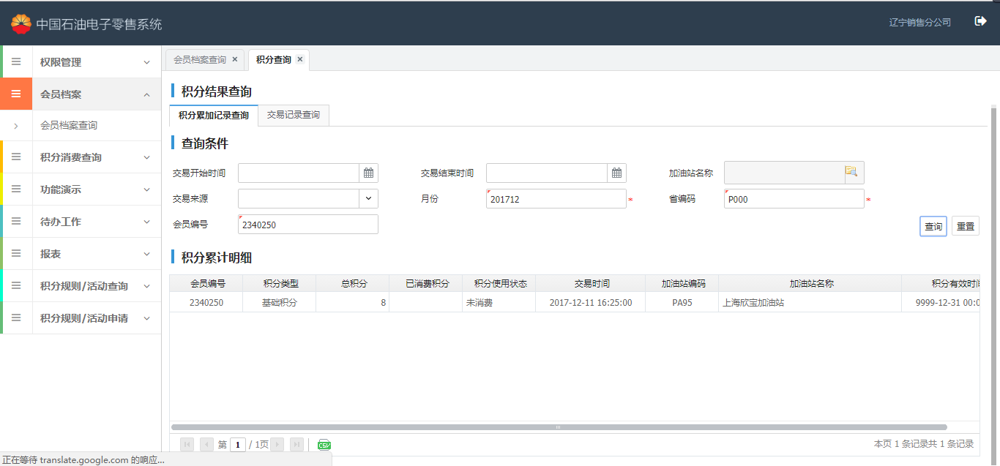 中国石油电子零售系统
辽宁销售分公司
权限管理
会员档案
会员档案查询
积分消费查询
功能演示
待办工作
报表
积分规则/活动查询
积分规则/活动申请
会员档案查询 × 积分查询 ×
积分结果查询
积分累加记录查询 交易记录查询
查询条件
交易开始时间 交易结束时间 加油站名称
交易来源 月份 201712 * 省编码 P000 *
会员编号 2340250
查询 重置
积分累计明细
会员编号 积分类型 总积分 已消费积分 积分使用状态 交易时间 加油站编码 加油站名称 积分有效时间
2340250 基础积分 8 未消费 2017-12-11 16:25:00 PA95 上海欣宝加油站 9999-12-31 00:0
第 1 / 1页 CSV 本页 1 条记录共 1 条记录
正在等待 translate.google.com 的响应...